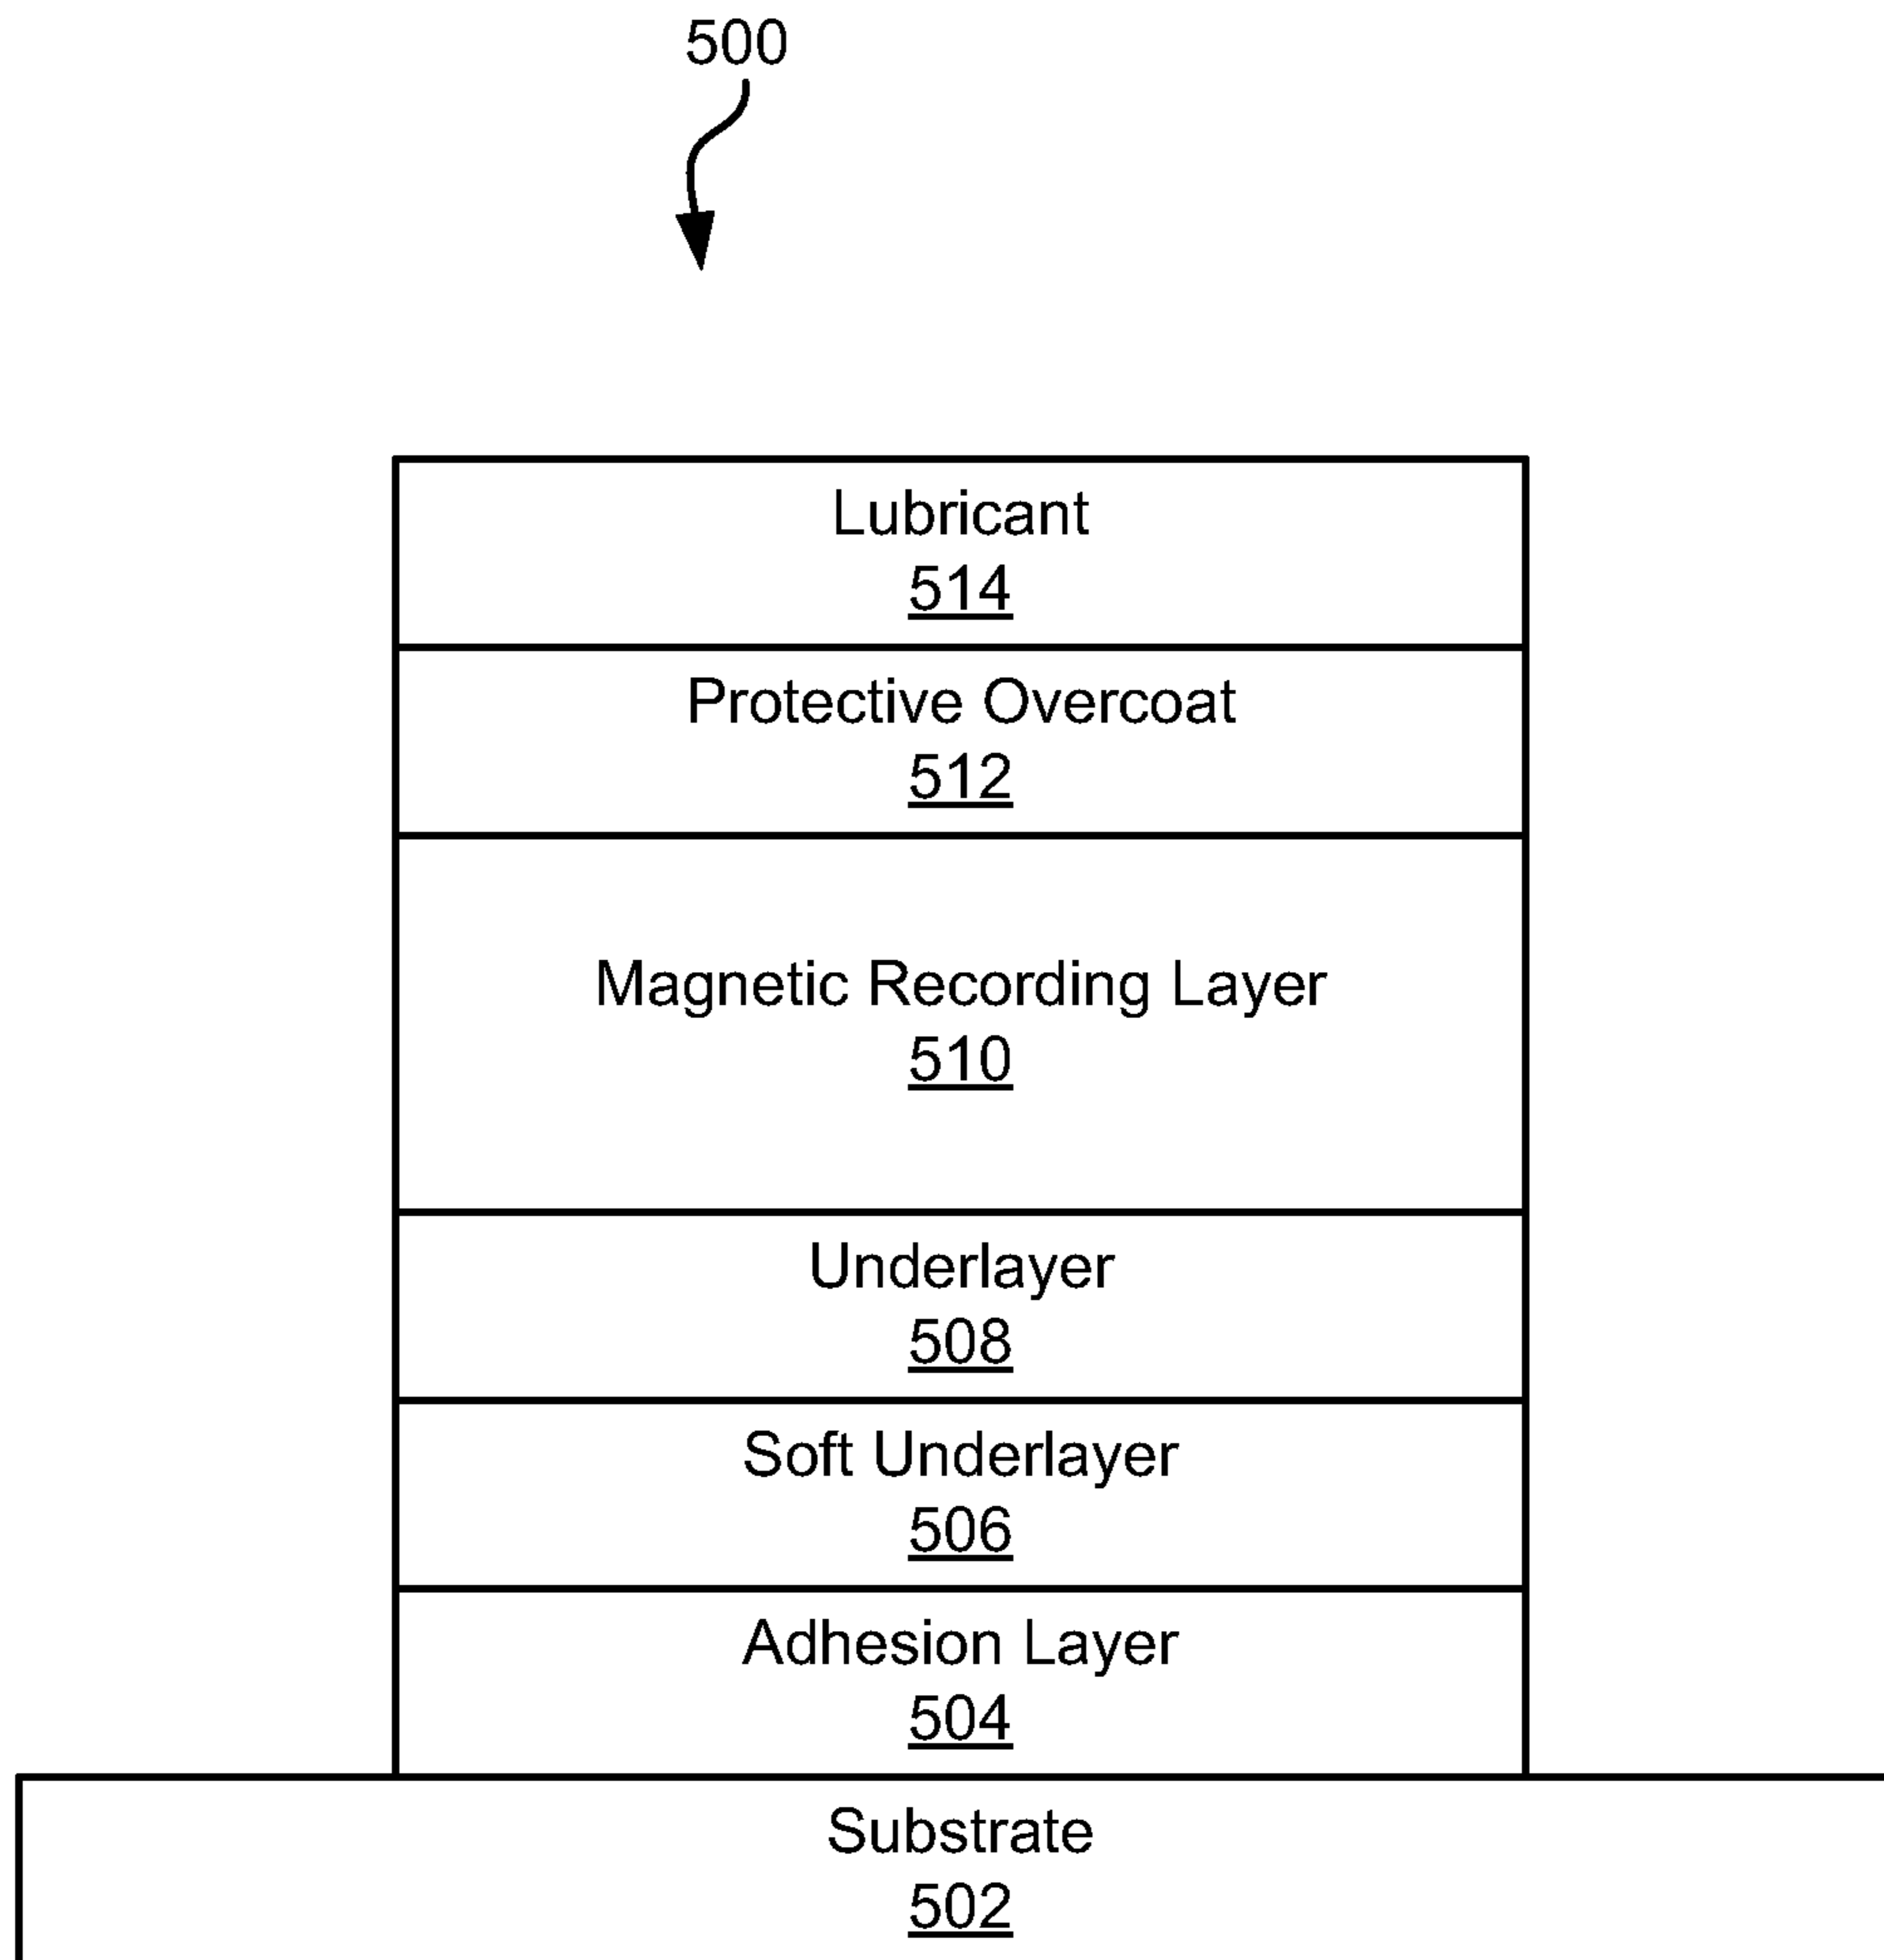 500
Lubricant
514
Protective Overcoat
512
Magnetic Recording Layer
510
Underlayer
508
Soft Underlayer
506
Adhesion Layer
504
Substrate
502